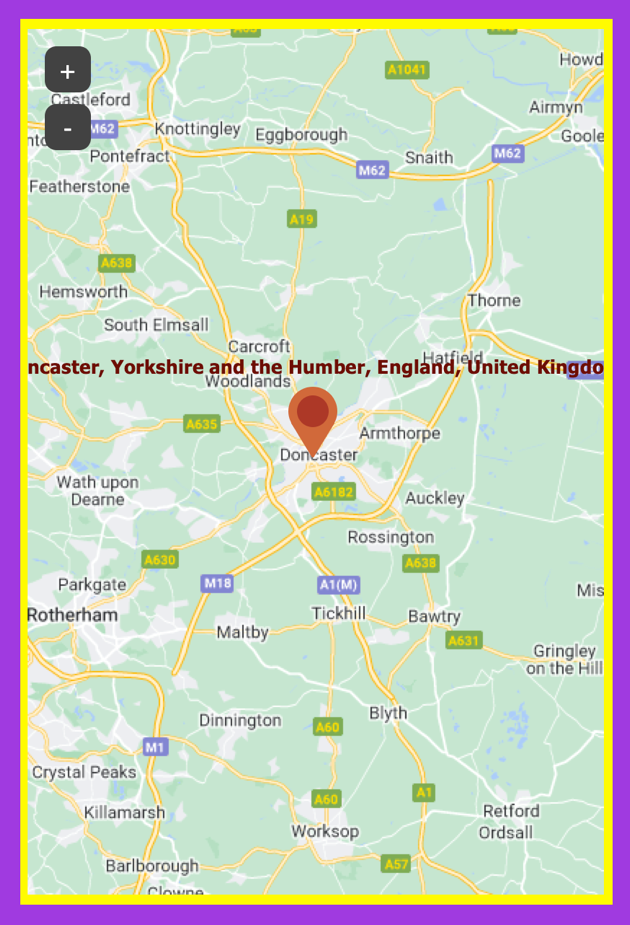 A1041
Howd
+
Castleford
Airmyn
M62
Knottingley
Eggborough
Goole
-
Pontefract
Snaith
M62
M62
Featherstone
A19
A638
Hemsworth
Thorne
South Elmsall
Carcroft
Hatfield
ncaster, Yorkshire and the Humber, England, United Kingdo
Woodlands
A635
Armthorpe
Doncaster
Wath upon
Dearne
A6182
Auckley
Rossington
A630
A638
Parkgate
M18
A1(M)
Mis
Rotherham
Tickhill
Bawtry
Maltby
A631
Gringley
on the Hill
Dinnington
Blyth
A60
M1
Crystal Peaks
A60
A1
Killamarsh
Retford
Worksop
Ordsall
Barlborough
A57
Clowne